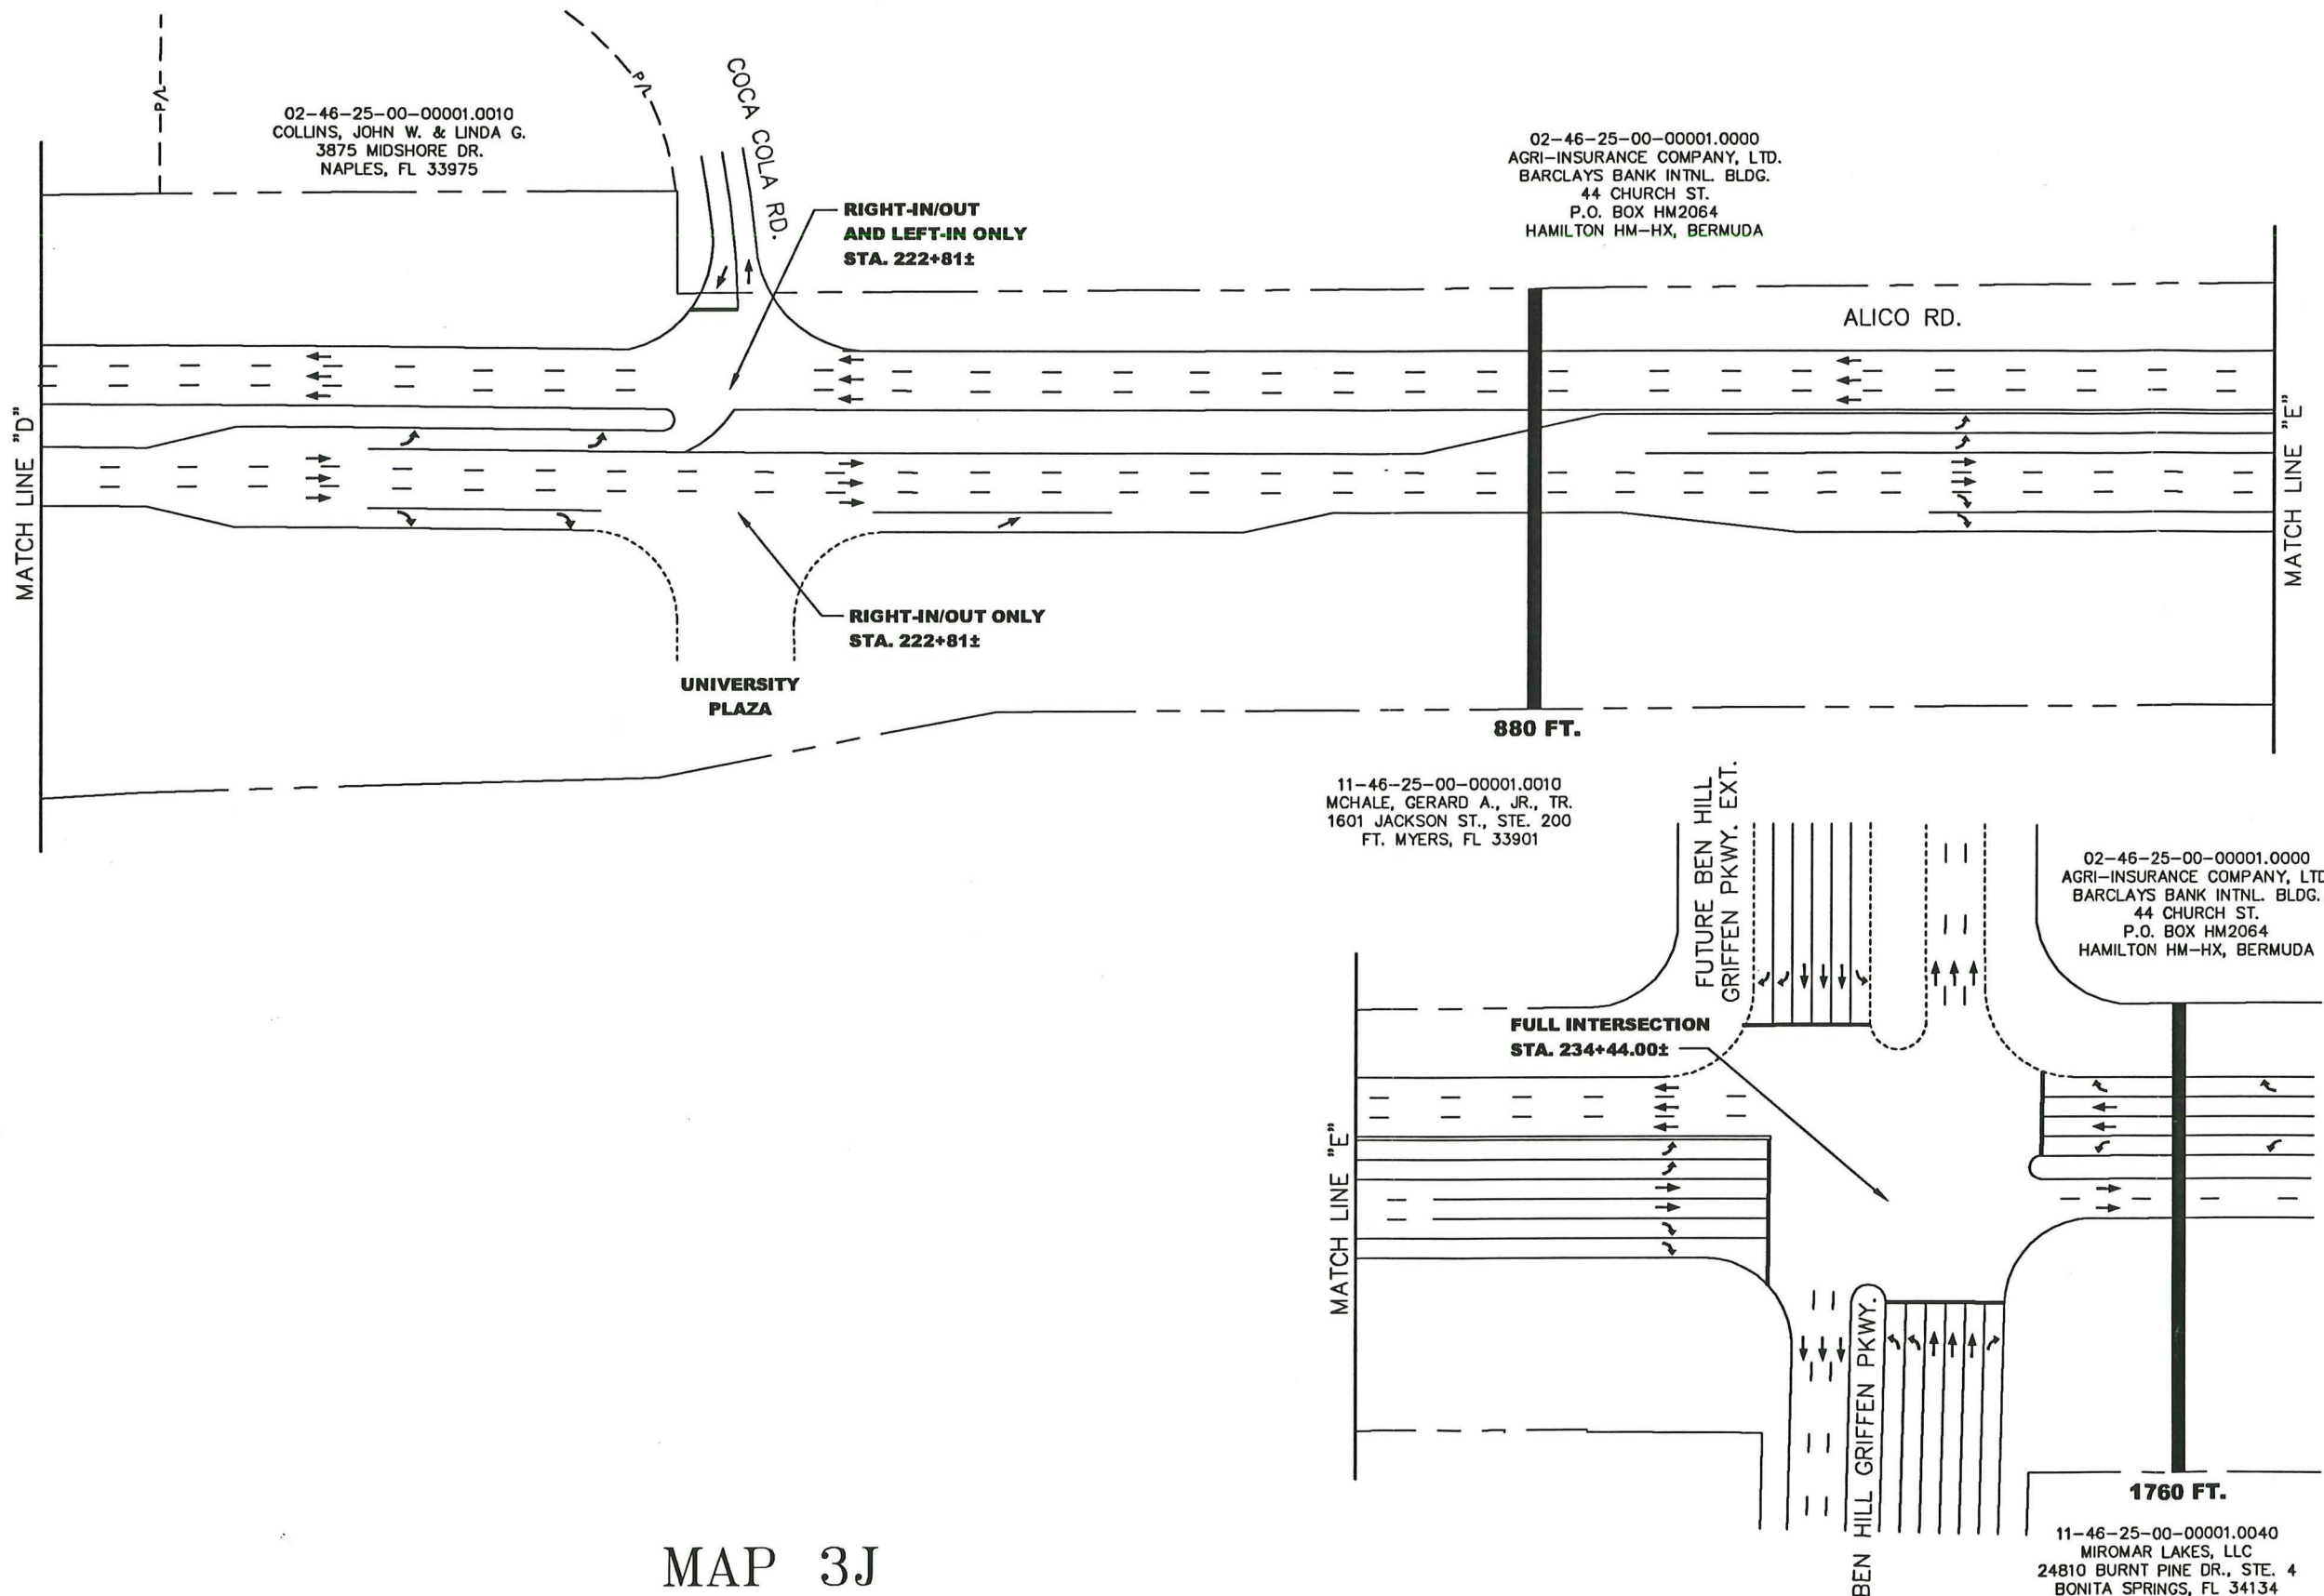 P/L
P/L
COCA COLA RD.
02-46-25-00-00001.0010
COLLINS, JOHN W. & LINDA G.
3875 MIDSHORE DR.
NAPLES, FL 33975
02-46-25-00-00001.0000
AGRI-INSURANCE COMPANY, LTD.
BARCLAYS BANK INTNL. BLDG.
44 CHURCH ST.
P.O. BOX HM2064
HAMILTON HM-HX, BERMUDA
RIGHT-IN/OUT
AND LEFT-IN ONLY
STA. 222+81±
ALICO RD.
MATCH LINE "D"
MATCH LINE "E"
RIGHT-IN/OUT ONLY
STA. 222+81±
UNIVERSITY
PLAZA
880 FT.
11-46-25-00-00001.0010
MCHALE, GERARD A., JR., TR.
1601 JACKSON ST., STE. 200
FT. MYERS, FL 33901
FUTURE BEN HILL
GRIFFEN PKWY. EXT.
02-46-25-00-00001.0000
AGRI-INSURANCE COMPANY, LTD
BARCLAYS BANK INTNL. BLDG.
44 CHURCH ST.
P.O. BOX HM2064
HAMILTON HM-HX, BERMUDA
FULL INTERSECTION
STA. 234+44.00±
MATCH LINE "E"
BEN HILL GRIFFEN PKWY.
1760 FT.
11-46-25-00-00001.0040
MIROMAR LAKES, LLC
24810 BURNT PINE DR., STE. 4
BONITA SPRINGS, FL 34134
MAP 3J